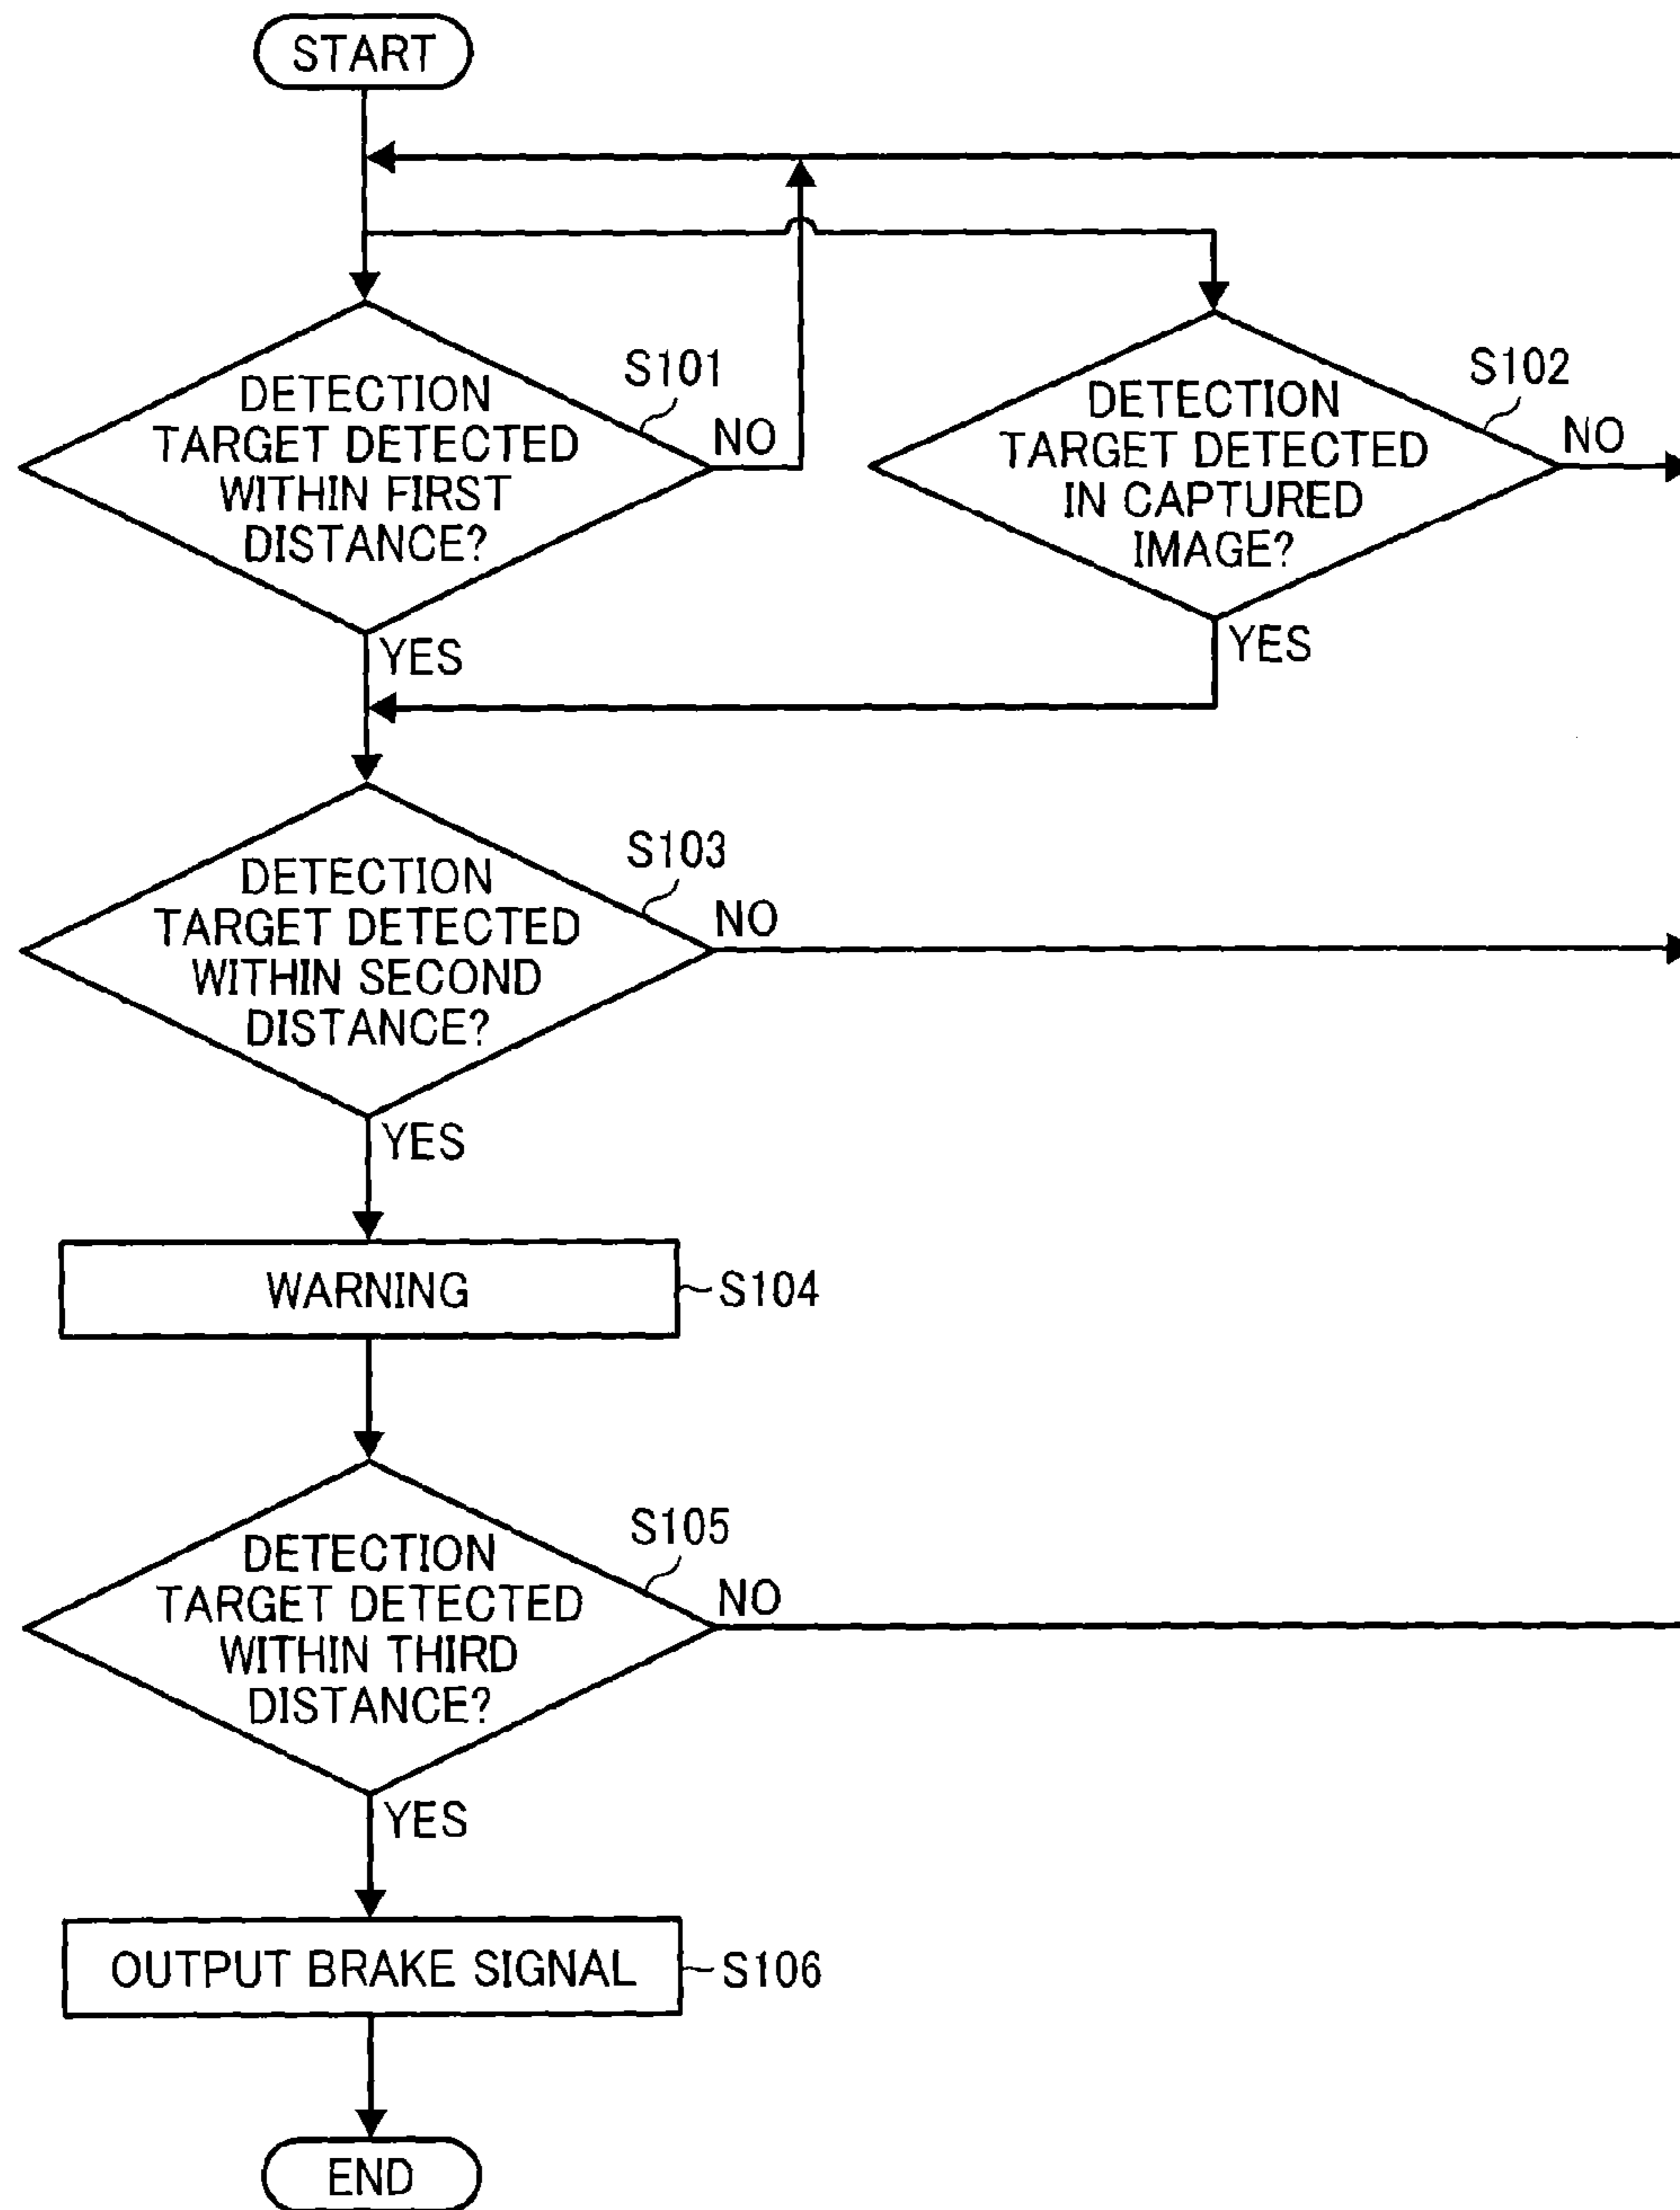 START
S101
DETECTION
TARGET DETECTED
WITHIN FIRST
DISTANCE?
NO
YES
S102
DETECTION
TARGET DETECTED
IN CAPTURED
IMAGE?
NO
YES
S103
DETECTION
TARGET DETECTED
WITHIN SECOND
DISTANCE?
NO
YES
WARNING
S104
S105
DETECTION
TARGET DETECTED
WITHIN THIRD
DISTANCE?
NO
YES
OUTPUT BRAKE SIGNAL
S106
END